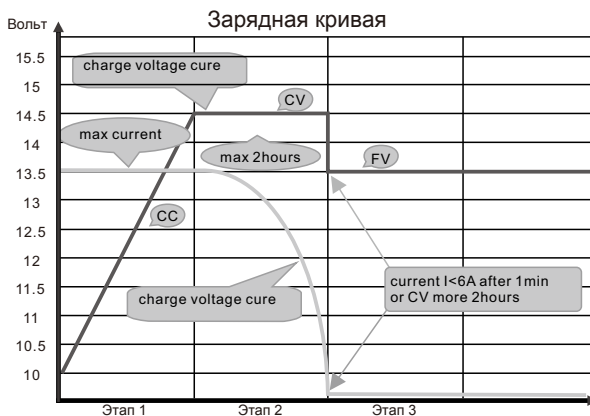 Зарядная кривая
Вольт
15.5
15
14.5
14
13.5
13
12.5
12
11.5
11
10.5
10
charge voltage cure
CV
max current
max 2hours
FV
CC
charge voltage cure
current I<6A after 1min
or CV more 2hours
Этап 1
Этап 2
Этап 3